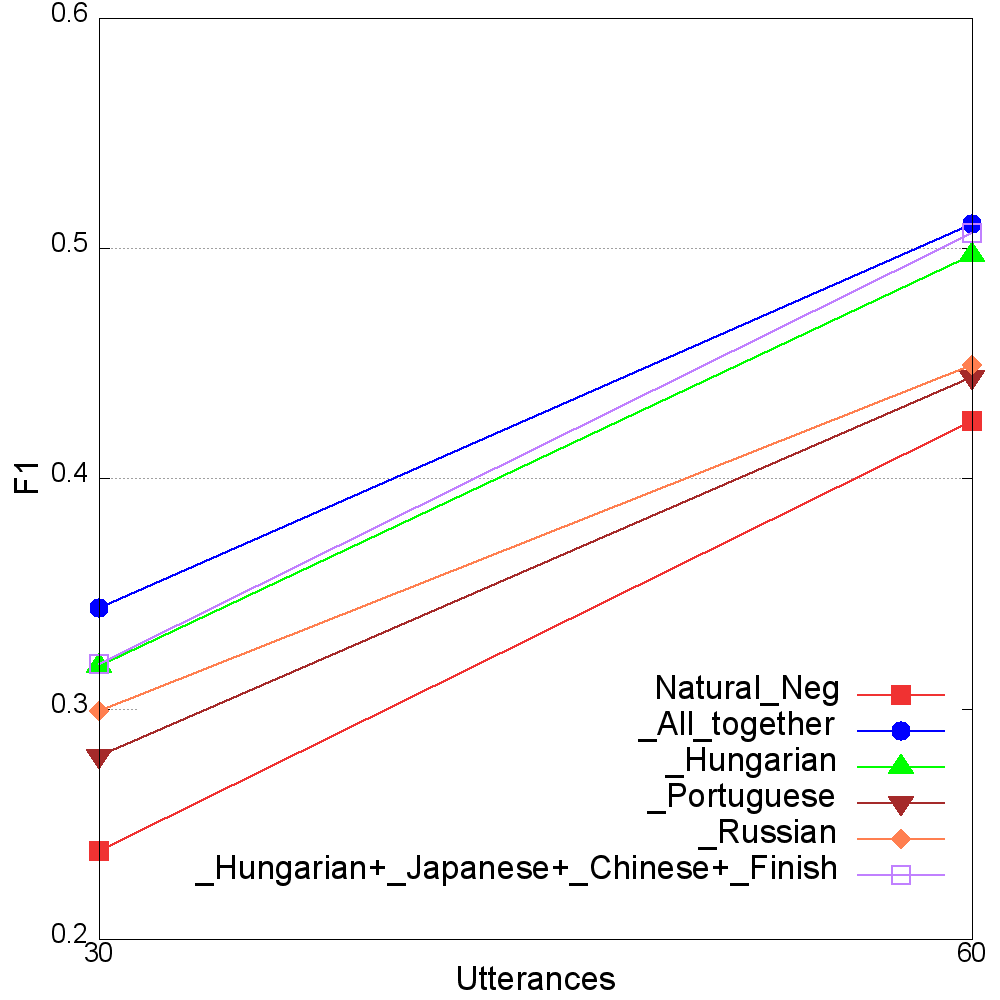 0.6
0.5
0.4
0.3
0.2
F1
30
60
Utterances
Natural_Neg
_All_together
_Hungarian
_Portuguese
_Russian
_Hungarian+_Japanese+_Chinese+_Finish